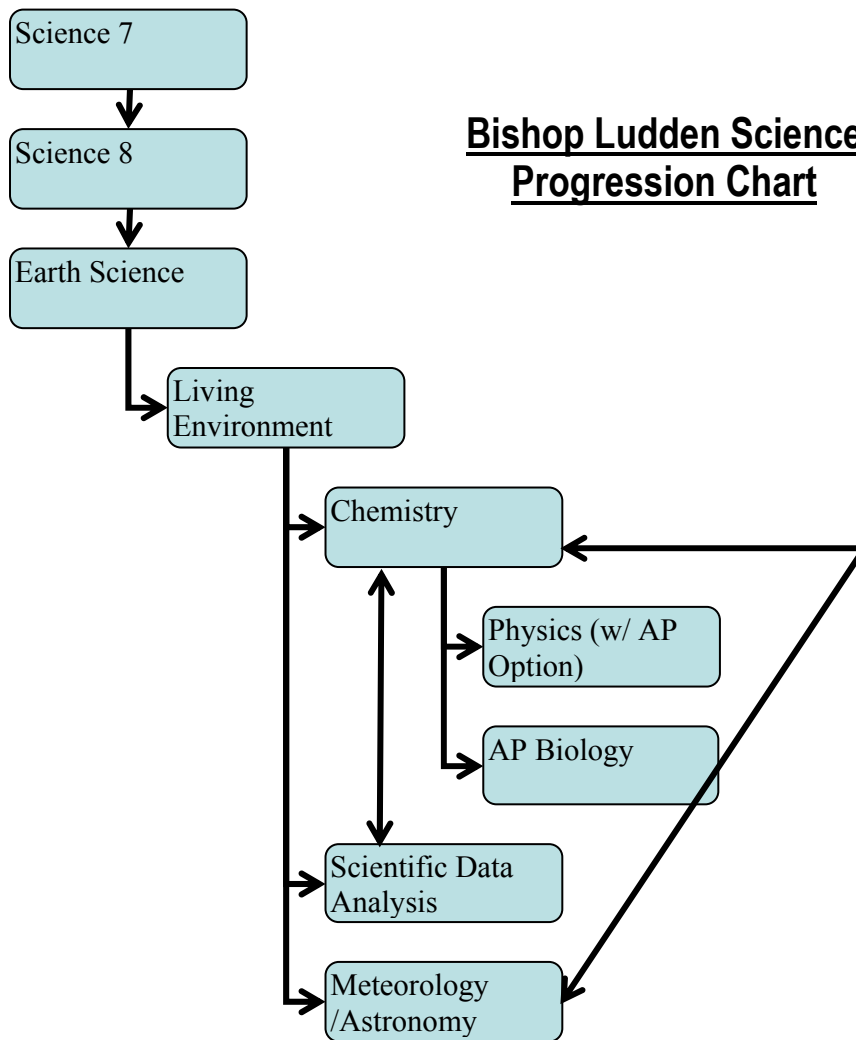 Science 7
Bishop Ludden Science
Progression Chart
Science 8
Earth Science
Living
Environment
Chemistry
Physics (w/ AP
Option)
AP Biology
Scientific Data
Analysis
Meteorology
/Astronomy